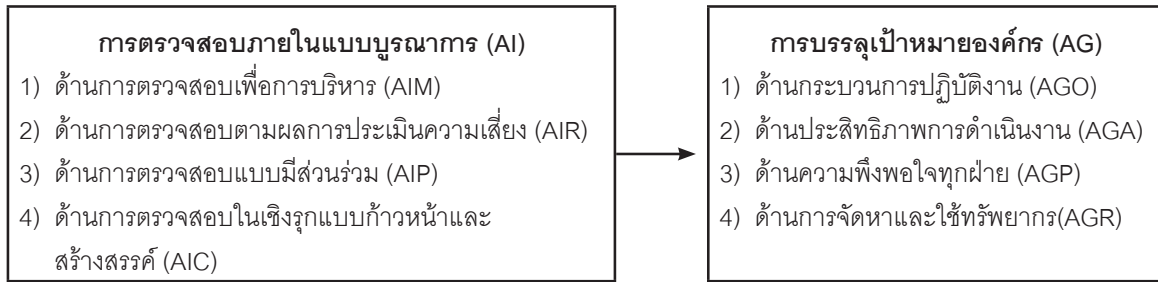 การตรวจสอบภายในแบบบูรณาการ (AI)
1) ด้านการตรวจสอบเพื่อการบริหาร (AIM)
2) ด้านการตรวจสอบตามผลการประเมินความเสี่ยง (AIR)
3) ด้านการตรวจสอบแบบมีส่วนร่วม (AIP)
4) ด้านการตรวจสอบในเชิงรุกแบบก้าวหน้าและ
สร้างสรรค์ (AIC)
การบรรลุเป้าหมายองค์กร (AG)
1) ด้านกระบวนการปฏิบัติงาน (AGO)
2) ด้านประสิทธิภาพการดำเนินงาน (AGA)
3) ด้านความพึงพอใจทุกฝ่าย (AGP)
4) ด้านการจัดหาและใช้ทรัพยากร(AGR)